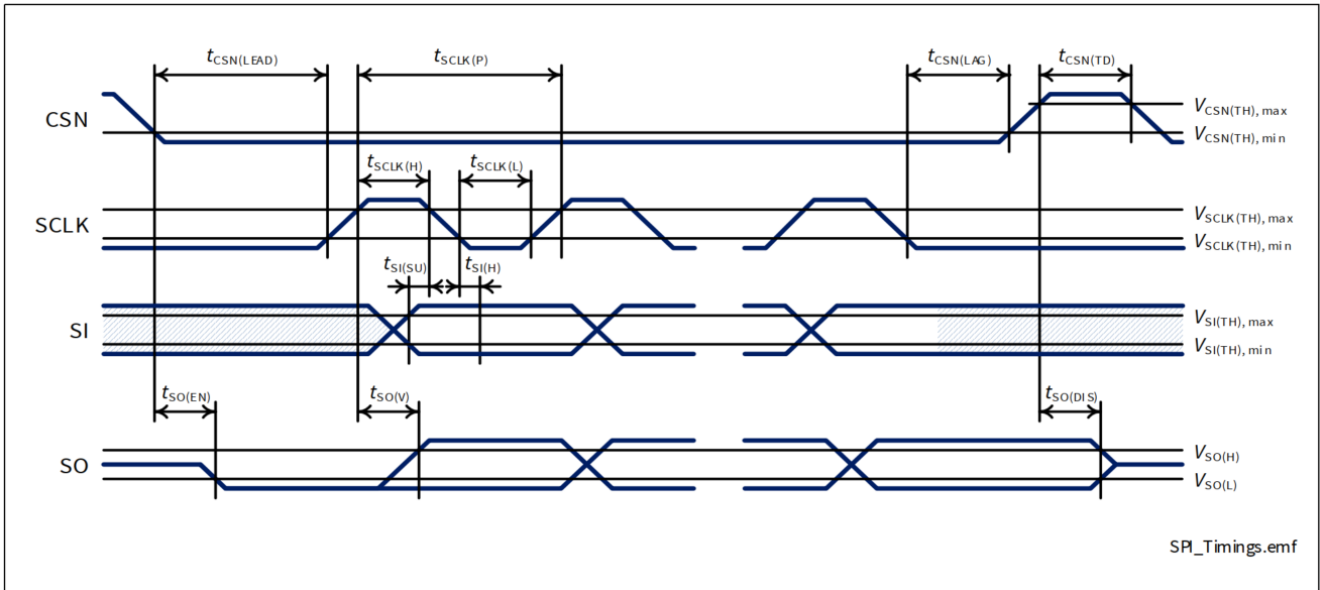 tCSN(LEAD) tSCLK(P) tCSN(LAG) tCSN(TD)
CSN VCSN(TH), max
VCSN(TH), min
tSCLK(H) tSCLK(L)
SCLK VSCLK(TH), max
VSCLK(TH), min
tSI(SU) tSI(H)
SI VSI(TH), max
VSI(TH), min
tSO(EN) tSO(V) tSO(DIS)
SO VSO(H)
VSO(L)
SPI_Timings.emf